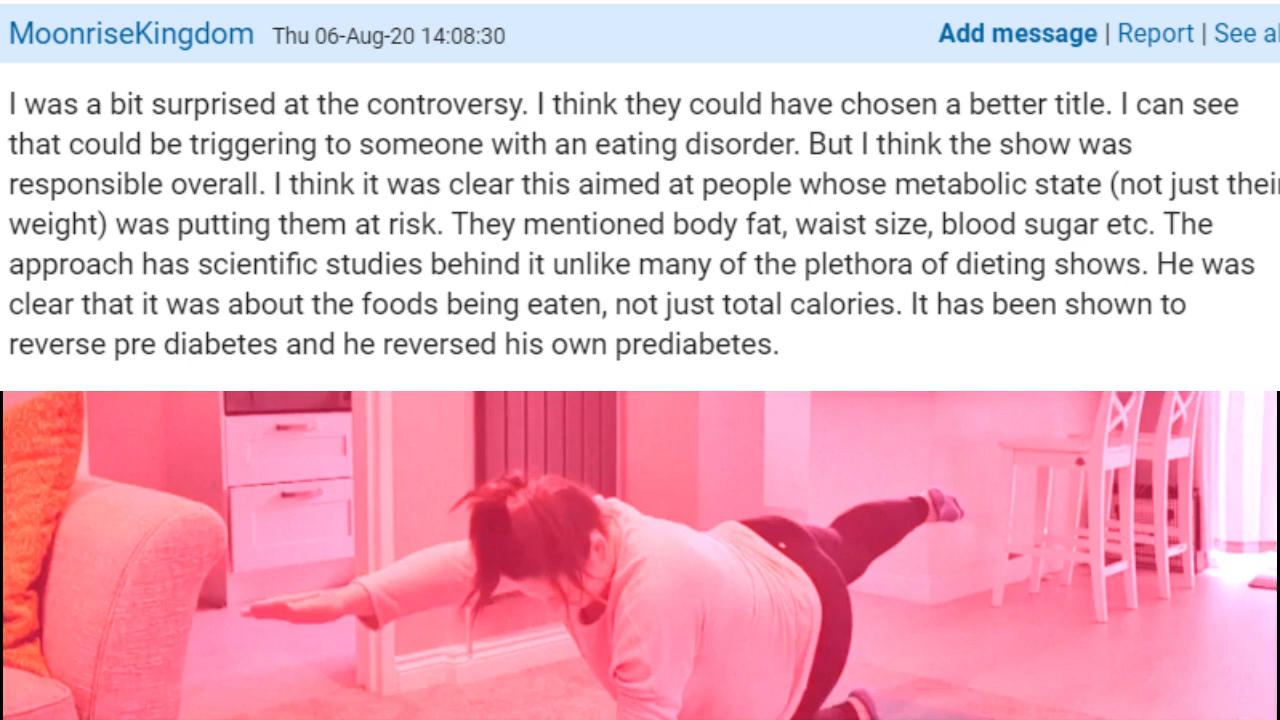 MoonriseKingdom Thu 06-Aug-20 14:08:30 Add message | Report | See al
I was a bit surprised at the controversy. I think they could have chosen a better title. I can see
that could be triggering to someone with an eating disorder. But I think the show was
responsible overall. I think it was clear this aimed at people whose metabolic state (not just their
weight) was putting them at risk. They mentioned body fat, waist size, blood sugar etc. The
approach has scientific studies behind it unlike many of the plethora of dieting shows. He was
clear that it was about the foods being eaten, not just total calories. It has been shown to
reverse pre diabetes and he reversed his own prediabetes.